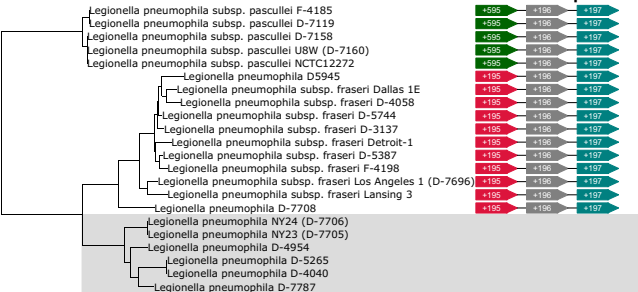 Legionella pneumophila subsp. pascullei F-4185 +595 +196 +197
Legionella pneumophila subsp. pascullei D-7119 +595 +196 +197
Legionella pneumophila subsp. pascullei D-7158 +595 +196 +197
Legionella pneumophila subsp. pascullei U8W (D-7160) +595 +196 +197
Legionella pneumophila subsp. pascullei NCTC12272 +595 +196 +197
Legionella pneumophila D5945 +195 +196 +197
Legionella pneumophila subsp. fraseri Dallas 1E +195 +196 +197
Legionella pneumophila subsp. fraseri D-4058 +195 +196 +197
Legionella pneumophila subsp. fraseri D-5744 +195 +196 +197
Legionella pneumophila subsp. fraseri D-3137 +195 +196 +197
Legionella pneumophila subsp. fraseri Detroit-1 +195 +196 +197
Legionella pneumophila subsp. fraseri D-5387 +195 +196 +197
Legionella pneumophila subsp. fraseri F-4198 +195 +196 +197
Legionella pneumophila subsp. fraseri Los Angeles 1 (D-7696) +195 +196 +197
Legionella pneumophila subsp. fraseri Lansing 3 +195 +196 +197
Legionella pneumophila D-7708 +195 +196 +197
Legionella pneumophila NY24 (D-7706)
Legionella pneumophila NY23 (D-7705)
Legionella pneumophila D-4954
Legionella pneumophila D-5265
Legionella pneumophila D-4040
Legionella pneumophila D-7787